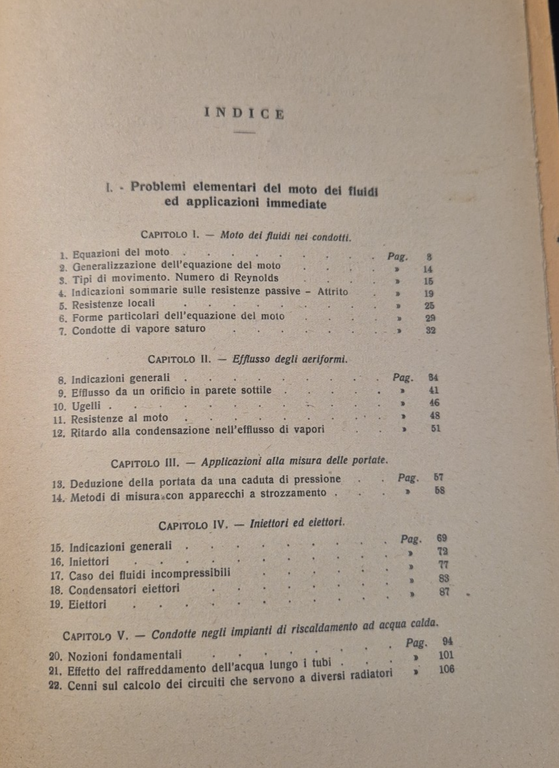 INDICE
I. - Problemi elementari del moto dei fluidi
ed applicazioni immediate
CAPITOLO I. — Moto dei fluidi nei condotti.
1. Equazioni del moto . . . . . . . . . Pag. 8
2. Generalizzazione dell'equazione del moto . . . . » 14
3. Tipi di movimento. Numero di Reynolds . . . . » 15
4. Indicazioni sommarie sulle resistenze passive - Attrito . » 19
5. Resistenze locali . . . . . . . . . » 25
6. Forme particolari dell'equazione del moto . . . . » 29
7. Condotte di vapore saturo . . . . . . . » 32
CAPITOLO II. — Efflusso degli aeriformi.
8. Indicazioni generali . . . . . . . . . Pag. 34
9. Efflusso da un orificio in parete sottile . . . . . » 41
10. Ugelli . . . . . . . . . . . » 46
11. Resistenze al moto . . . . . . . . . » 48
12. Ritardo alla condensazione nell'efflusso di vapori . . » 51
CAPITOLO III. — Applicazioni alla misura delle portate.
13. Deduzione della portata da una caduta di pressione . . Pag. 57
14. Metodi di misura con apparecchi a strozzamento . . . » 58
CAPITOLO IV. — Iniettori ed eiettori.
15. Indicazioni generali . . . . . . . . Pag. 69
16. Iniettori . . . . . . . . . . » 72
17. Caso dei fluidi incompressibili . . . . . . » 77
18. Condensatori eiettori . . . . . . . . » 83
19. Eiettori . . . . . . . . . . » 87
CAPITOLO V. — Condotte negli impianti di riscaldamento ad acqua calda.
20. Nozioni fondamentali . . . . . . . . Pag. 94
21. Effetto del raffreddamento dell'acqua lungo i tubi . . . » 101
22. Cenni sul calcolo dei circuiti che servono a diversi radiatori » 106